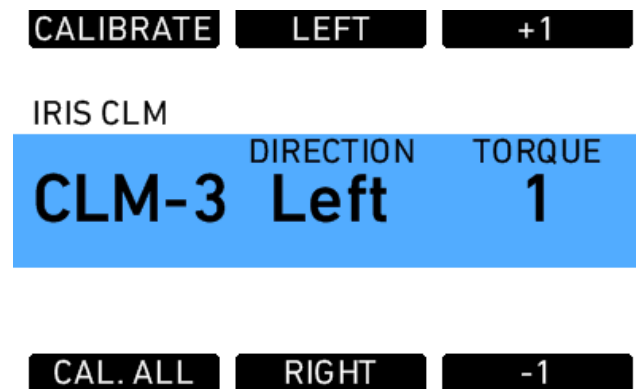 CALIBRATE LEFT +1
IRIS CLM
DIRECTION TORQUE
CLM-3 Left 1
CAL. ALL RIGHT -1